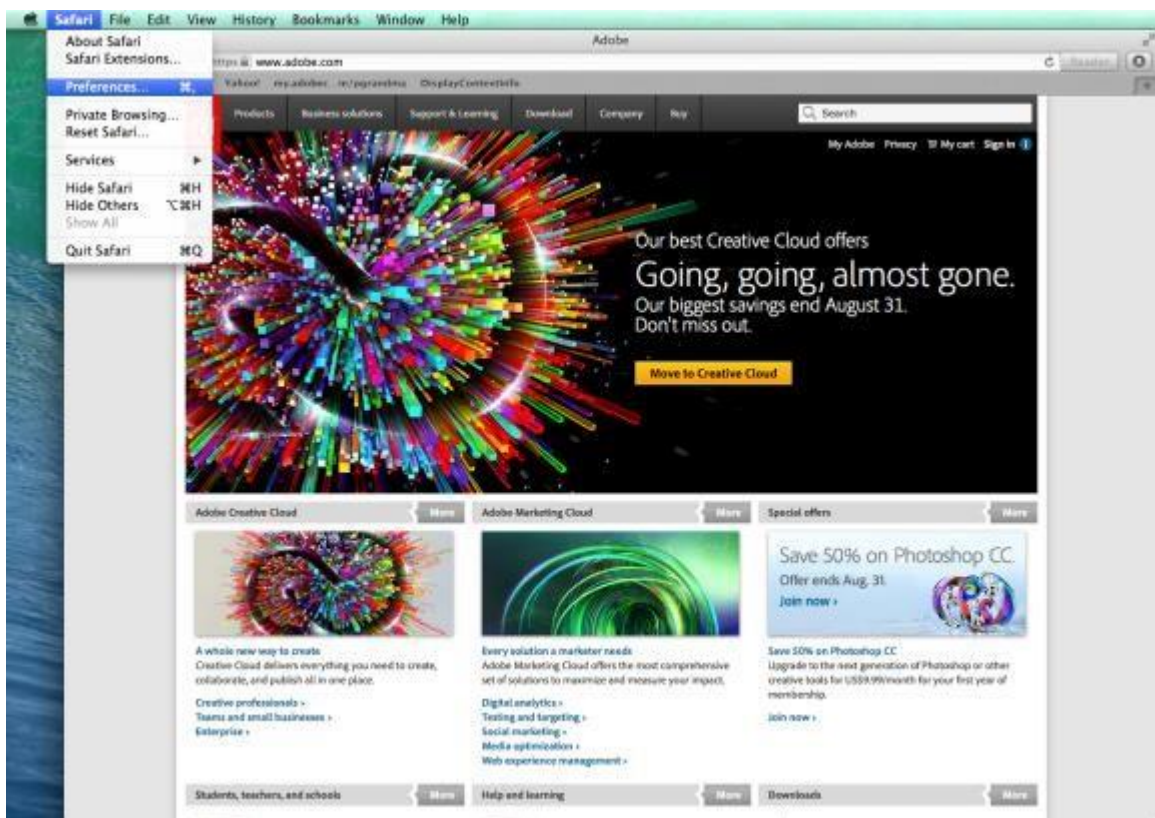 Safari File Edit View History Bookmarks Window Help
About Safari
Safari Extensions...
Preferences... ⌘,
Private Browsing...
Reset Safari...
Services ▶
Hide Safari ⌘H
Hide Others ⌥⌘H
Show All
Quit Safari ⌘Q
Adobe
https www.adobe.com
Reader
Yahoo! DisplayContentInfo
Products Business solutions Support & Learning Download Company Buy
Search
My Adobe Privacy My cart Sign In
Our best Creative Cloud offers
Going, going, almost gone.
Our biggest savings end August 31.
Don't miss out.
Move to Creative Cloud
Adobe Creative Cloud More
Adobe Marketing Cloud More
Special offers More
Save 50% on Photoshop CC.
Offer ends Aug. 31.
Join now ›
A whole new way to create
Creative Cloud delivers everything you need to create,
collaborate, and publish all in one place.
Creative professionals ›
Teams and small businesses ›
Enterprise ›
Every solution a marketer needs
Adobe Marketing Cloud offers the most comprehensive
set of solutions to maximize and measure your impact.
Digital analytics ›
Testing and targeting ›
Social marketing ›
Media optimization ›
Web experience management ›
Save 50% on Photoshop CC
Upgrade to the next generation of Photoshop or other
creative tools for US$9.99/month for your first year of
membership.
Join now ›
Students, teachers, and schools More
Help and learning More
Downloads More